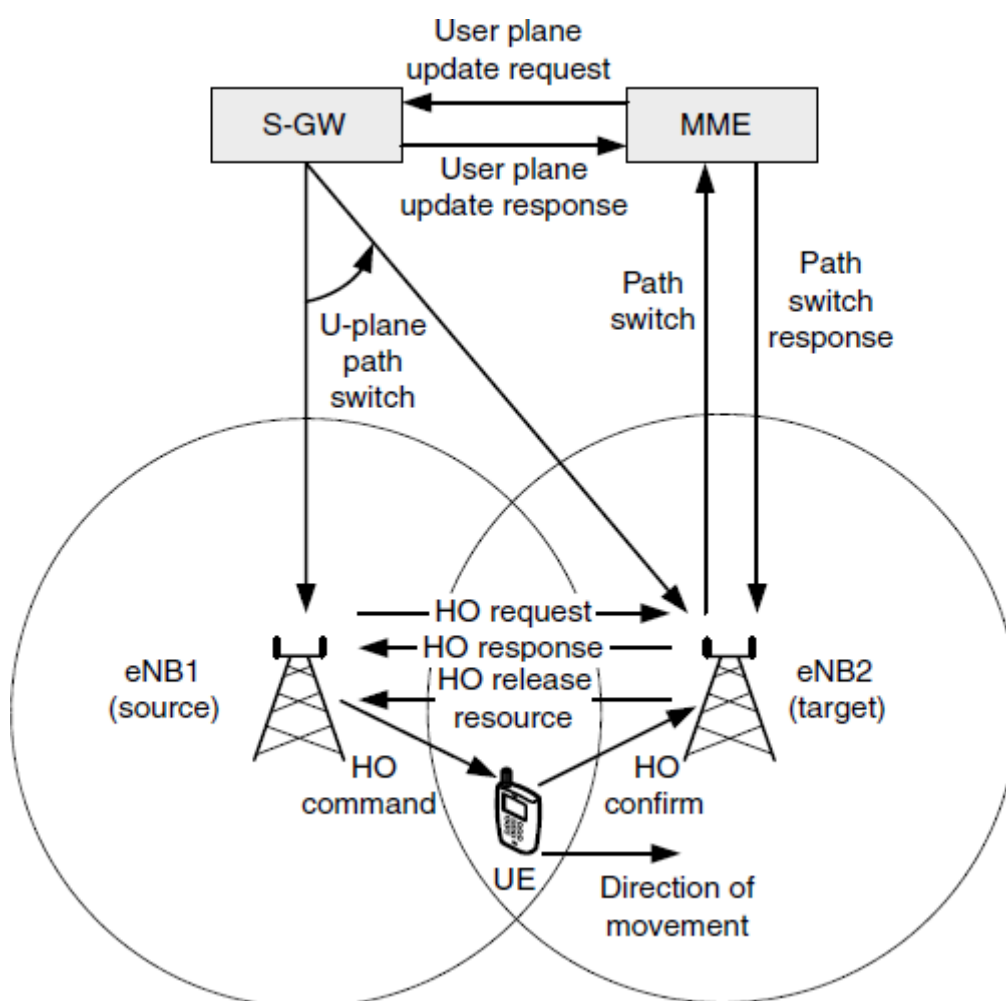 User plane
update request
S-GW
MME
User plane
update response
U-plane
path
switch
Path
switch
Path
switch
response
HO request
HO response
HO release
resource
eNB1
(source)
eNB2
(target)
HO
command
HO
confirm
UE
Direction of
movement